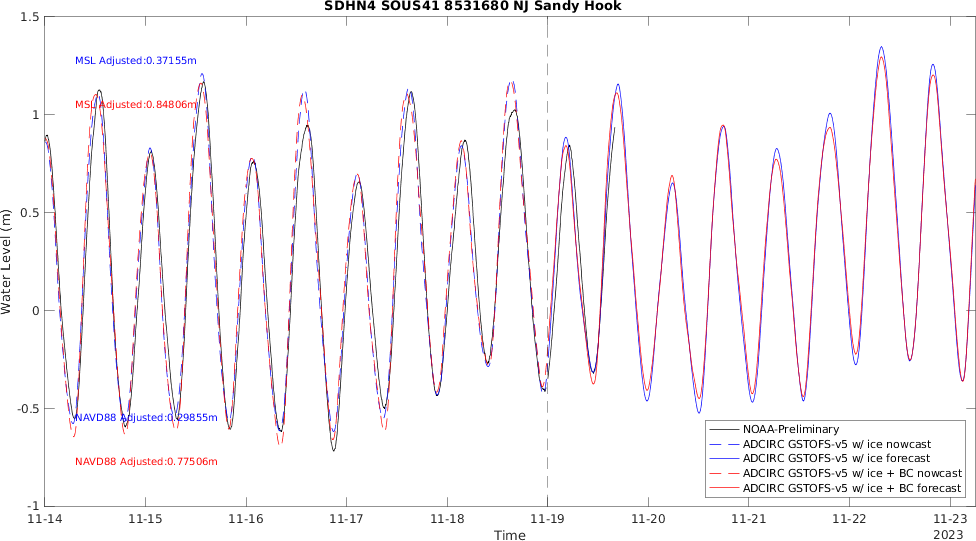 SDHN4 SOUS41 8531680 NJ Sandy Hook
1.5
1
0.5
0
-0.5
-1
Water Level (m)
MSL Adjusted:0.37155m
MSL Adjusted:0.84806m
NAVD88 Adjusted:0.29855m
NAVD88 Adjusted:0.77506m
NOAA-Preliminary
ADCIRC GSTOFS-v5 w/ ice nowcast
ADCIRC GSTOFS-v5 w/ ice forecast
ADCIRC GSTOFS-v5 w/ ice + BC nowcast
ADCIRC GSTOFS-v5 w/ ice + BC forecast
11-14 11-15 11-16 11-17 11-18 11-19 11-20 11-21 11-22 11-23
2023
Time